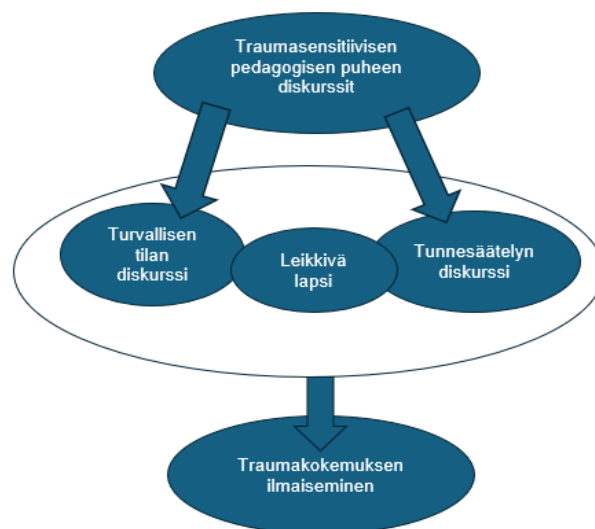 Traumasensitiivisen
pedagogisen puheen
diskurssit
Turvallisen
tilan
diskurssi
Leikkivä
lapsi
Tunnesäätelyn
diskurssi
Traumakokemuksen
ilmaiseminen